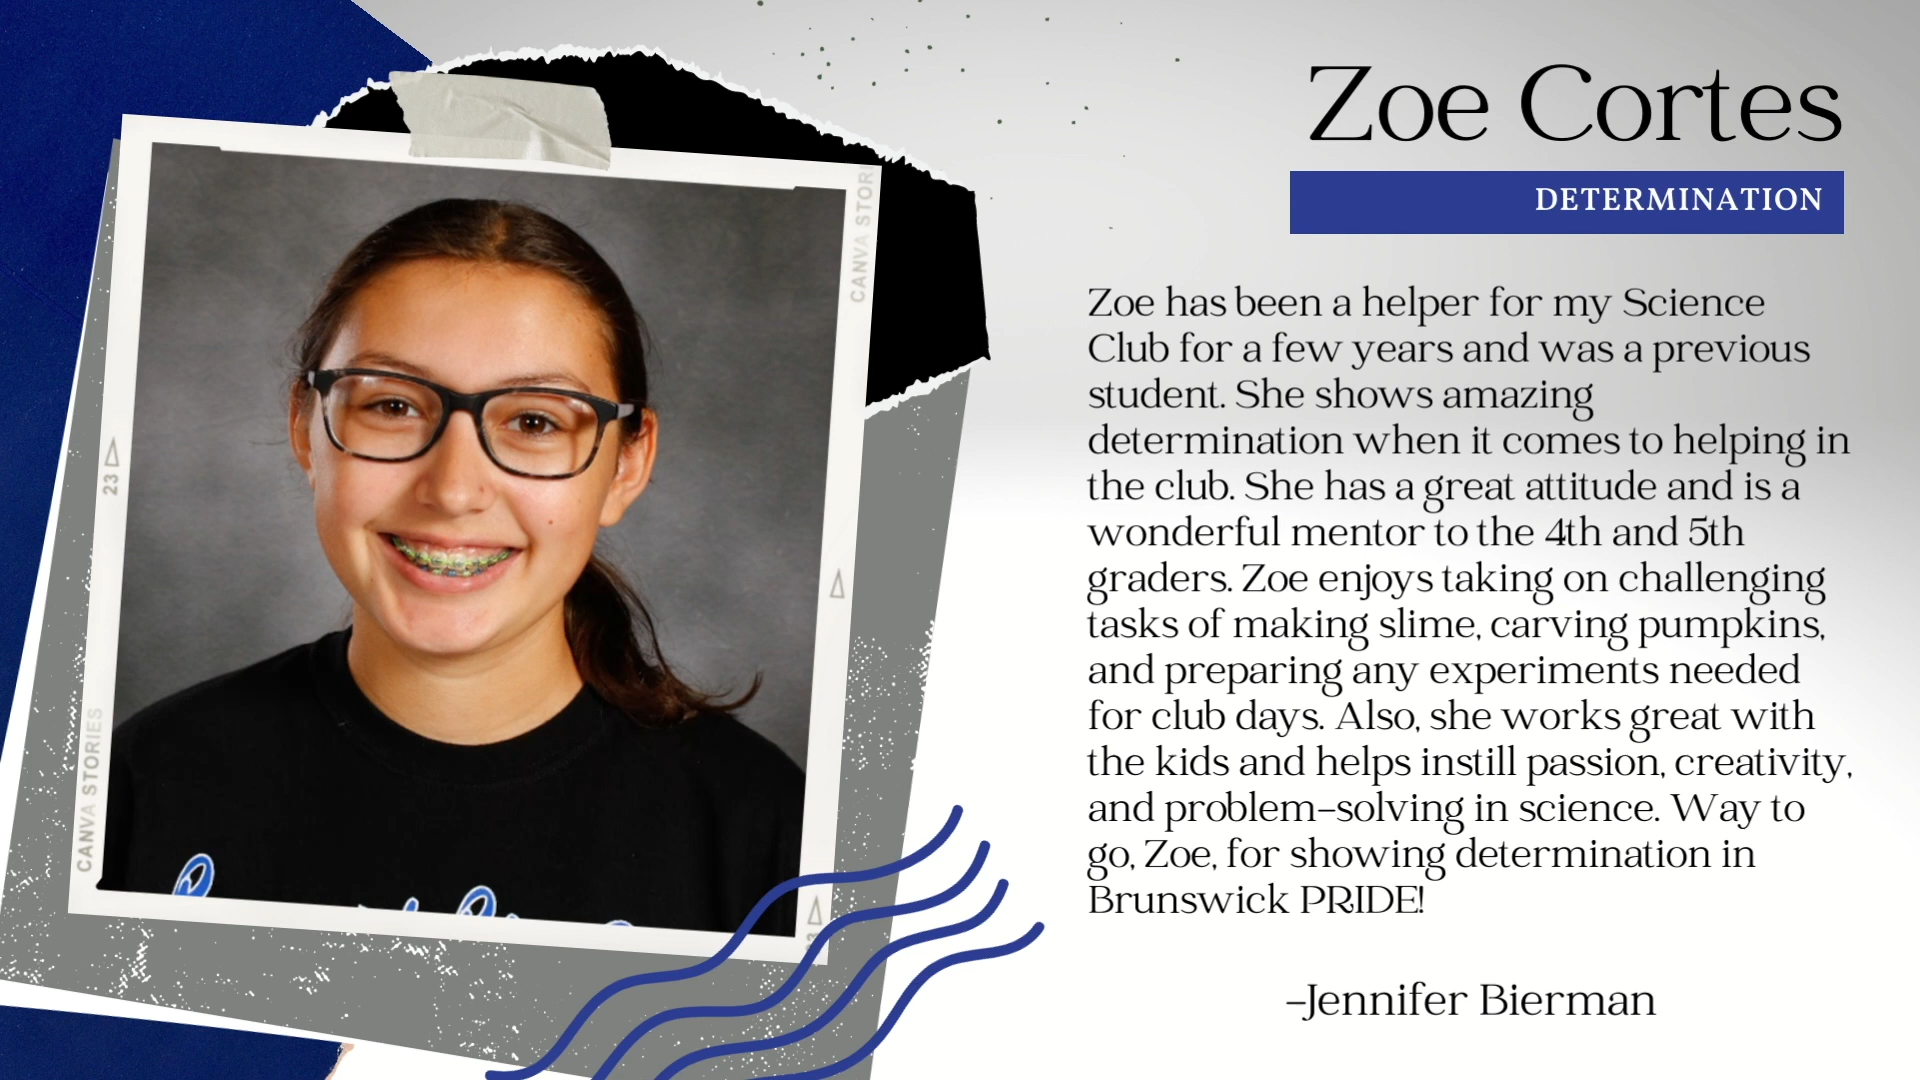 Zoe Cortes
DETERMINATION
Zoe has been a helper for my Science
Club for a few years and was a previous
student. She shows amazing
determination when it comes to helping in
the club. She has a great attitude and is a
wonderful mentor to the 4th and 5th
graders. Zoe enjoys taking on challenging
tasks of making slime, carving pumpkins,
and preparing any experiments needed
for club days. Also, she works great with
the kids and helps instill passion, creativity,
and problem-solving in science. Way to
go, Zoe, for showing determination in
Brunswick PRIDE!
-Jennifer Bierman
CANVA STOR
23
CANVA STORIES
23